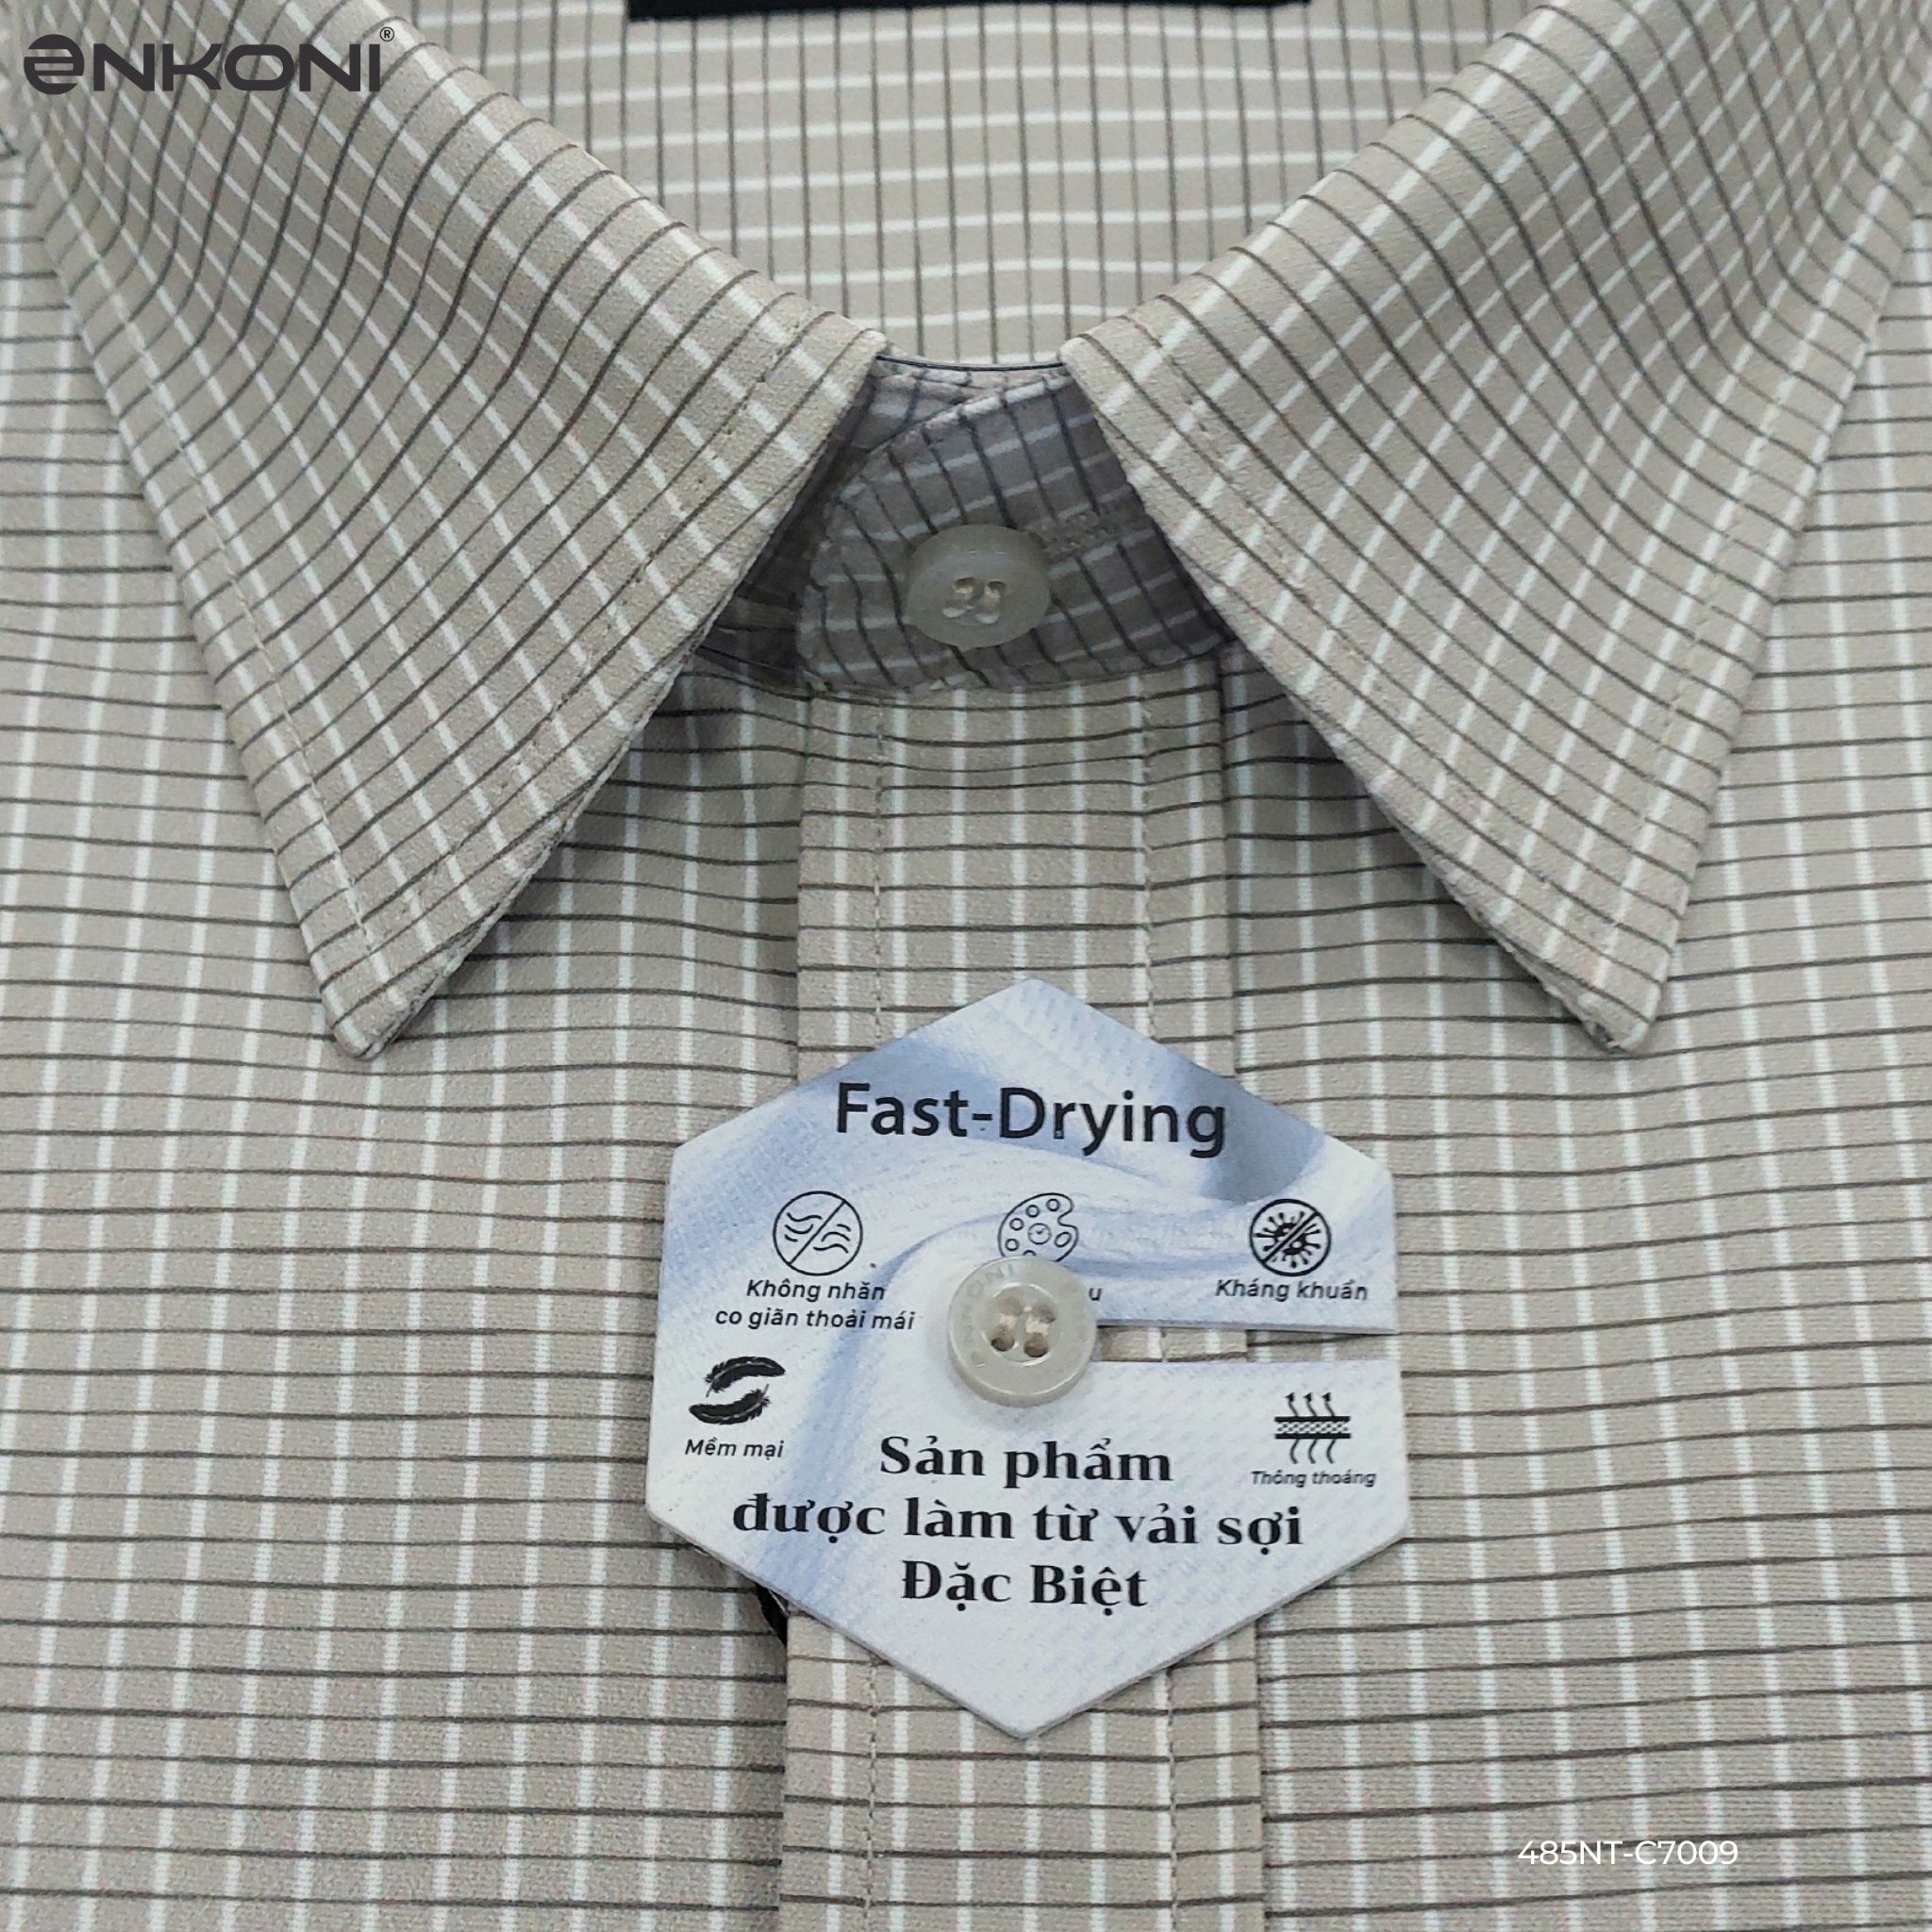 ENKONI®
Fast-Drying
Không nhăn
co giãn thoải mái
Kháng khuẩn
Mềm mại
Thông thoáng
Sản phẩm
được làm từ vải sợi
Đặc Biệt
485NT-C7009